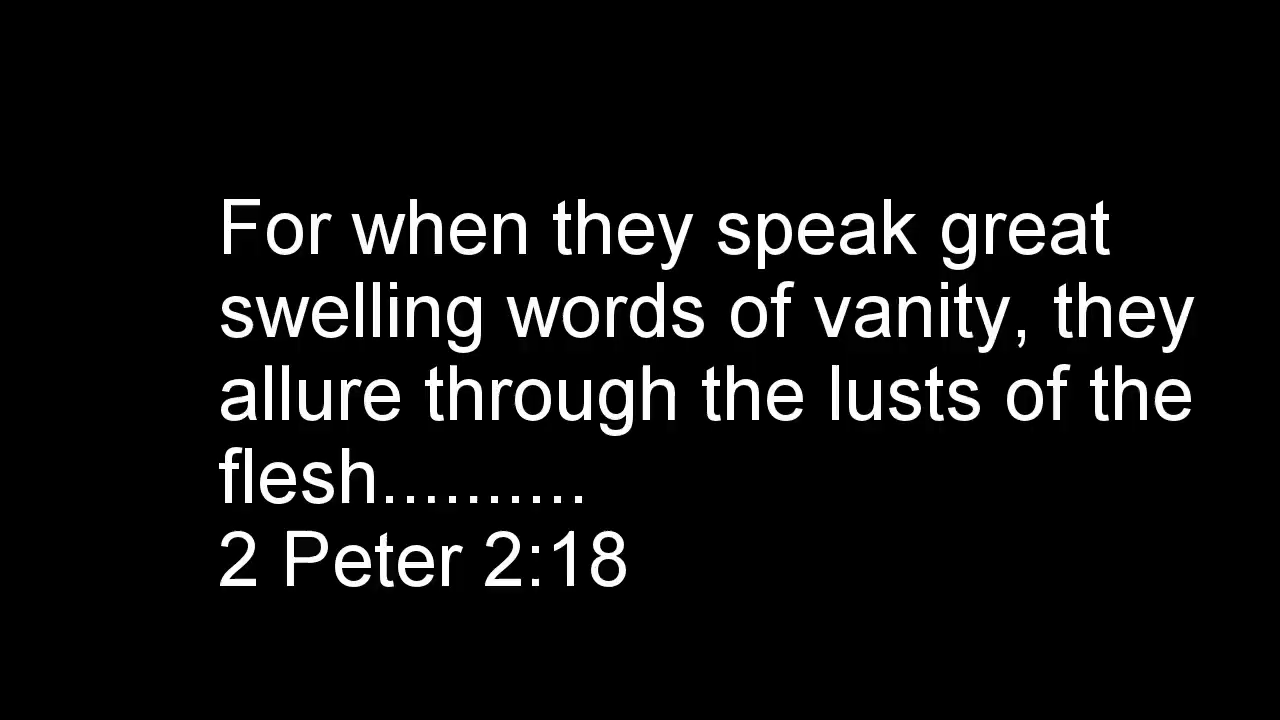 For when they speak great
swelling words of vanity, they
allure through the lusts of the
flesh..........
2 Peter 2:18